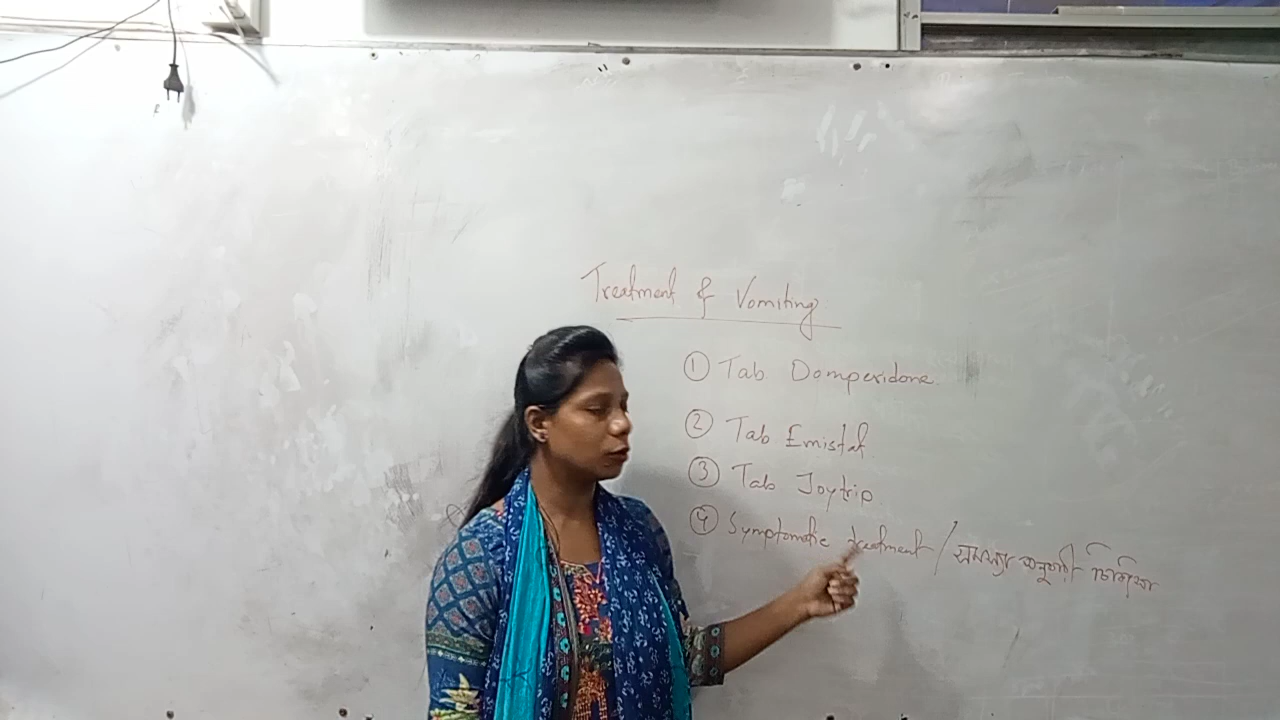 Treatment of Vomiting
① Tab Domperidone
② Tab Emistat
③ Tab Joytrip
④ Symptomatic treatment / সমস্যা অনুযায়ী চিকিৎসা